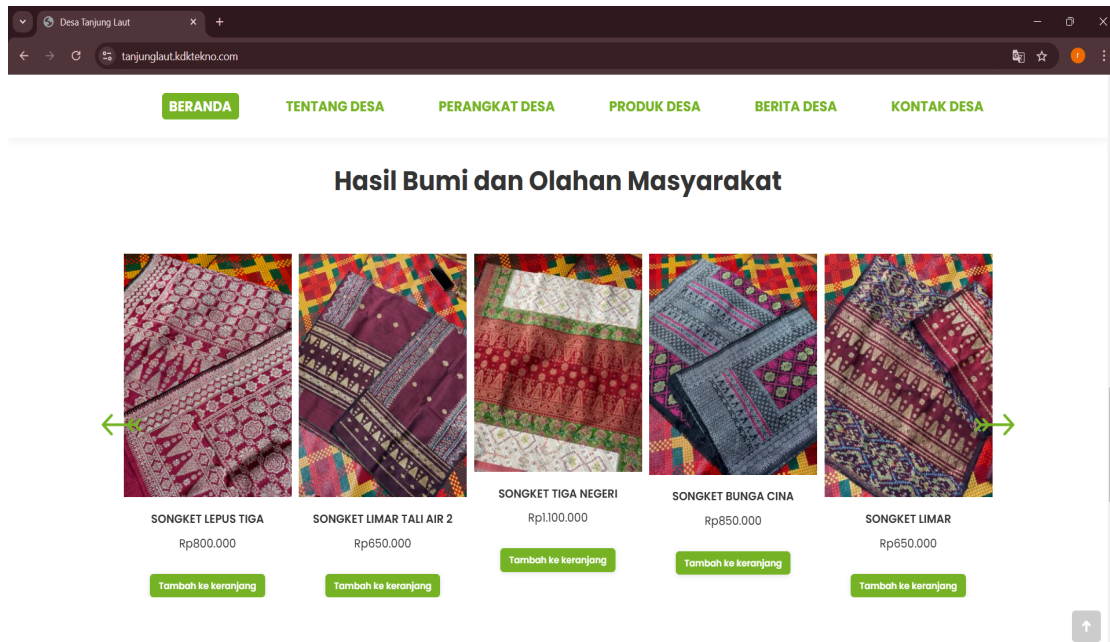 Desa Tanjung Laut
tanjunglaut.kdktekno.com
BERANDA TENTANG DESA PERANGKAT DESA PRODUK DESA BERITA DESA KONTAK DESA
Hasil Bumi dan Olahan Masyarakat
SONGKET LEPUS TIGA
Rp800.000
Tambah ke keranjang
SONGKET LIMAR TALI AIR 2
Rp650.000
Tambah ke keranjang
SONGKET TIGA NEGERI
Rp1.100.000
Tambah ke keranjang
SONGKET BUNGA CINA
Rp850.000
Tambah ke keranjang
SONGKET LIMAR
Rp650.000
Tambah ke keranjang